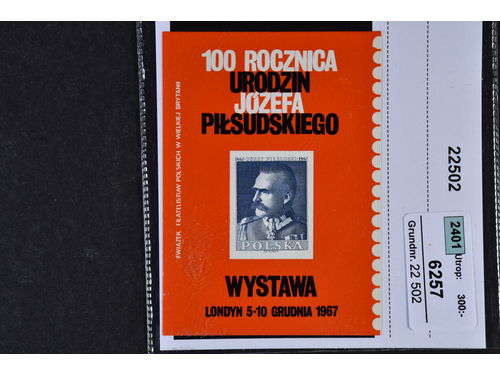 100 ROCZNICA
URODZIN
JÓZEFA
PIŁSUDSKIEGO
ZWIĄZEK FILATELISTÓW POLSKICH W WIELKIEJ BRYTANII
1867 JÓZEF PIŁSUDSKI 1967
POLSKA
WYSTAWA
LONDYN 5-10 GRUDNIA 1967
22502
2401
Utrop: 300:-
6257
Grundnr. 22 502